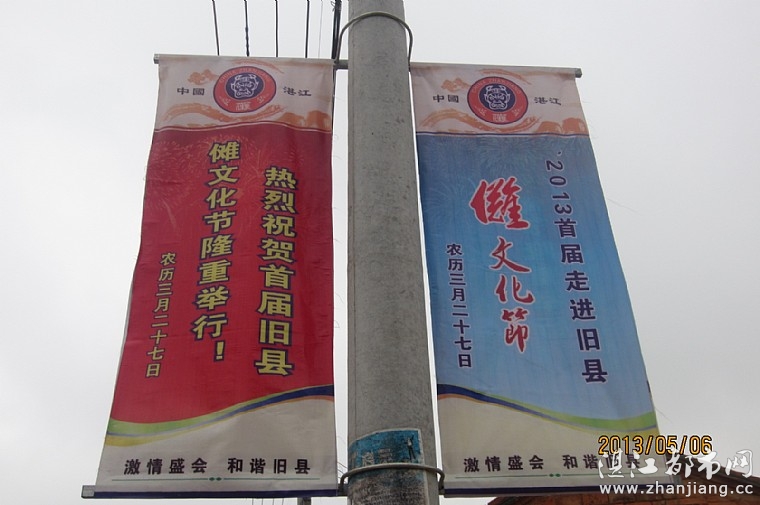 中國 湛江
热烈祝贺首届旧县
傩文化节隆重举行！
农历三月二十七日
激情盛会 和谐旧县
中國 湛江
'2013首届走进旧县
儺文化節
农历三月二十七日
激情盛会 和谐旧县
2013/05/06
湛江都市网
www.zhanjiang.cc